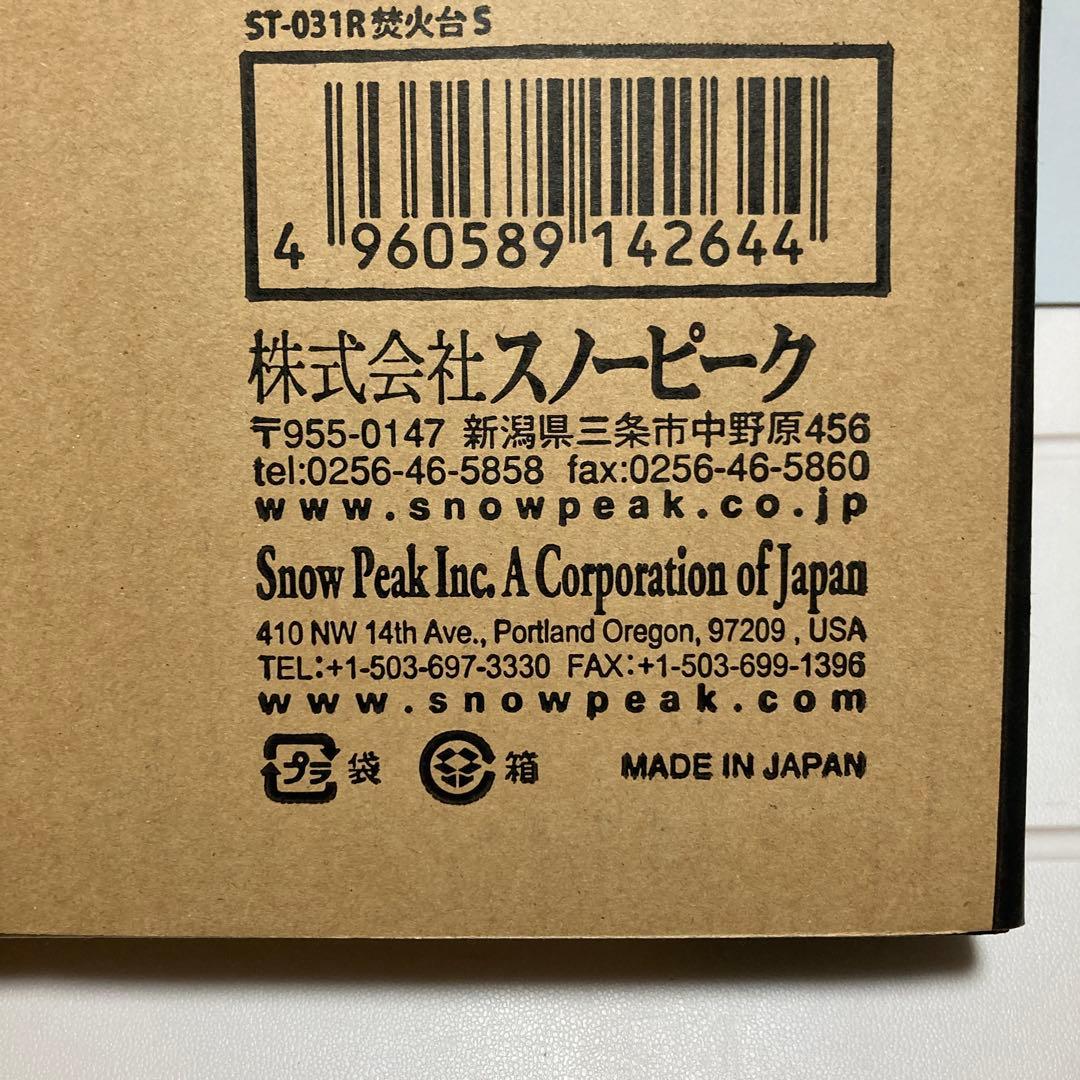 ST-031R 焚火台 S
4 960589 142644
株式会社スノーピーク
〒955-0147 新潟県三条市中野原456
tel:0256-46-5858 fax:0256-46-5860
www.snowpeak.co.jp
Snow Peak Inc. A Corporation of Japan
410 NW 14th Ave., Portland Oregon, 97209 , USA
TEL:+1-503-697-3330 FAX:+1-503-699-1396
www.snowpeak.com
プラ 袋 箱 MADE IN JAPAN